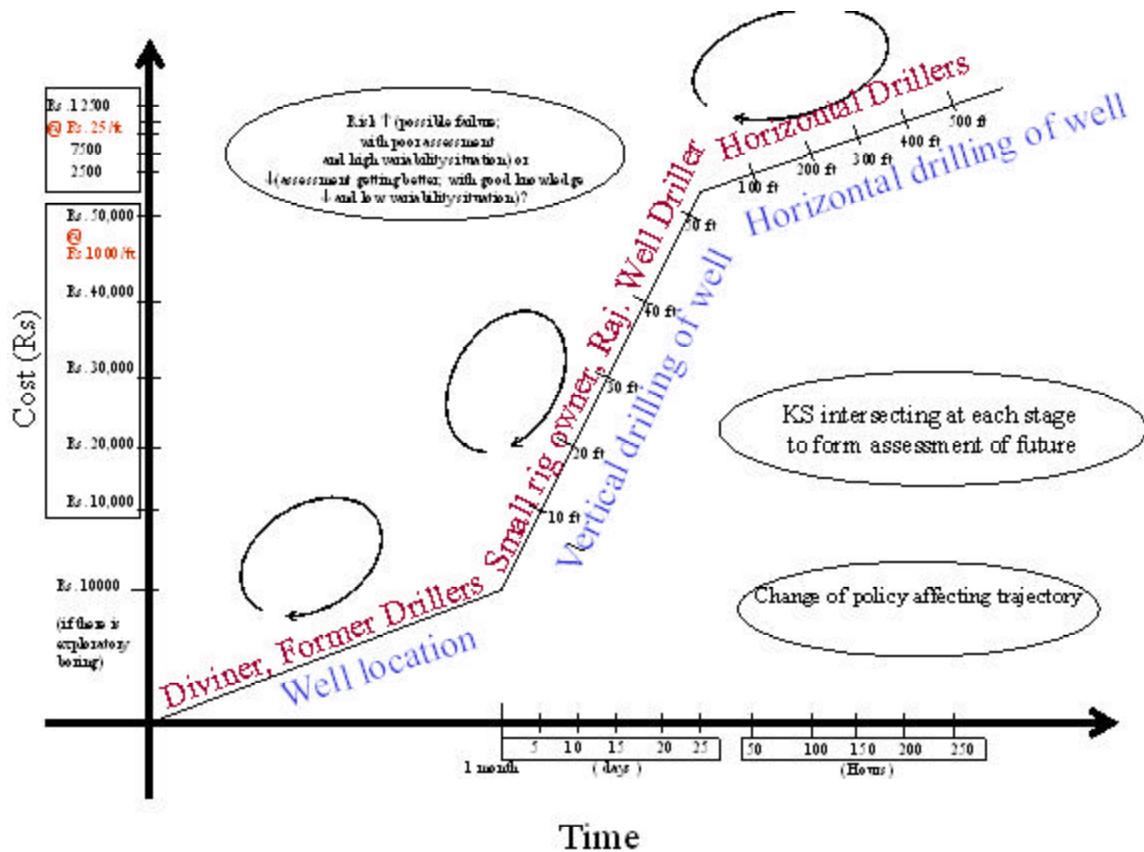 Rs. 12500
@ Rs. 25/ft
7500
2500
Rs. 50,000
@
Rs 1000/ft
Rs. 40,000
Rs. 30,000
Rs. 20,000
Rs. 10,000
Rs. 10000
(if there is
exploratory
boring)
Cost (Rs)
Risk ↑ (possible failure;
with poor assessment
and high variability situation) or
↓(assessment getting better; with good knowledge
↓ and low variability situation)?
Horizontal Drillers
100 ft
200 ft
300 ft
400 ft
500 ft
Horizontal drilling of well
Small rig owner, Raj. Well Driller
10 ft
20 ft
30 ft
40 ft
50 ft
Vertical drilling of well
KS intersecting at each stage
to form assessment of future
Change of policy affecting trajectory
Diviner, Former Drillers
Well location
5 10 15 20 25
50 100 150 200 250
1 month (days) (Hours)
Time